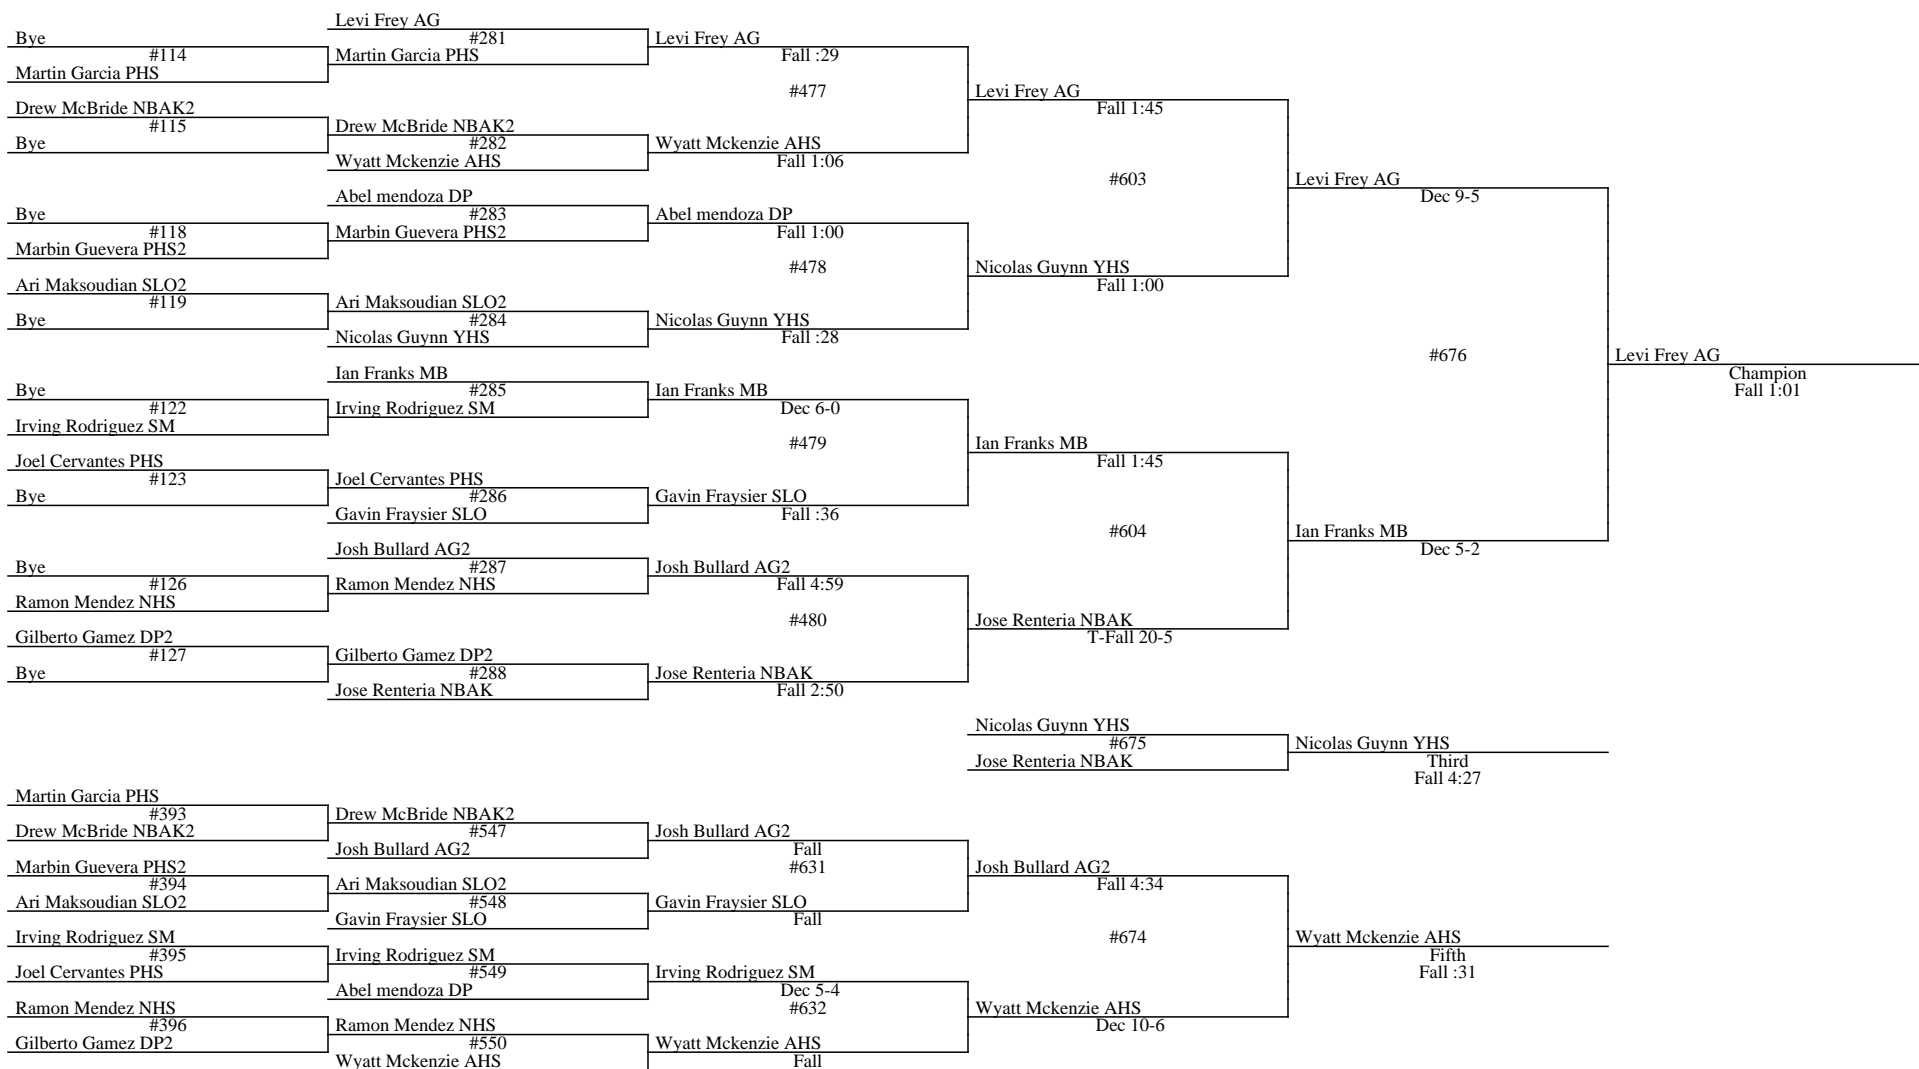 Levi Frey AG
Bye
#281
Levi Frey AG
#114
Martin Garcia PHS
Fall :29
Martin Garcia PHS
#477
Levi Frey AG
Drew McBride NBAK2
Fall 1:45
#115
Drew McBride NBAK2
Bye
#282
Wyatt Mckenzie AHS
Wyatt Mckenzie AHS
Fall 1:06
#603
Levi Frey AG
Abel mendoza DP
Dec 9-5
Bye
#283
Abel mendoza DP
#118
Marbin Guevera PHS2
Fall 1:00
Marbin Guevera PHS2
#478
Nicolas Guynn YHS
Ari Maksoudian SLO2
Fall 1:00
#119
Ari Maksoudian SLO2
Bye
#284
Nicolas Guynn YHS
Nicolas Guynn YHS
Fall :28
#676
Levi Frey AG
Ian Franks MB
Champion
Bye
#285
Ian Franks MB
Fall 1:01
#122
Irving Rodriguez SM
Dec 6-0
Irving Rodriguez SM
#479
Ian Franks MB
Joel Cervantes PHS
Fall 1:45
#123
Joel Cervantes PHS
Bye
#286
Gavin Fraysier SLO
Gavin Fraysier SLO
Fall :36
#604
Ian Franks MB
Josh Bullard AG2
Dec 5-2
Bye
#287
Josh Bullard AG2
#126
Ramon Mendez NHS
Fall 4:59
Ramon Mendez NHS
#480
Jose Renteria NBAK
Gilberto Gamez DP2
T-Fall 20-5
#127
Gilberto Gamez DP2
Bye
#288
Jose Renteria NBAK
Jose Renteria NBAK
Fall 2:50
Nicolas Guynn YHS
#675
Nicolas Guynn YHS
Jose Renteria NBAK
Third
Fall 4:27
Martin Garcia PHS
#393
Drew McBride NBAK2
Drew McBride NBAK2
#547
Josh Bullard AG2
Josh Bullard AG2
Fall
Marbin Guevera PHS2
#631
Josh Bullard AG2
#394
Ari Maksoudian SLO2
Fall 4:34
Ari Maksoudian SLO2
#548
Gavin Fraysier SLO
Gavin Fraysier SLO
Fall
Irving Rodriguez SM
#674
Wyatt Mckenzie AHS
#395
Irving Rodriguez SM
Fifth
Joel Cervantes PHS
#549
Irving Rodriguez SM
Fall :31
Abel mendoza DP
Dec 5-4
Ramon Mendez NHS
#632
Wyatt Mckenzie AHS
#396
Ramon Mendez NHS
Dec 10-6
Gilberto Gamez DP2
#550
Wyatt Mckenzie AHS
Wyatt Mckenzie AHS
Fall